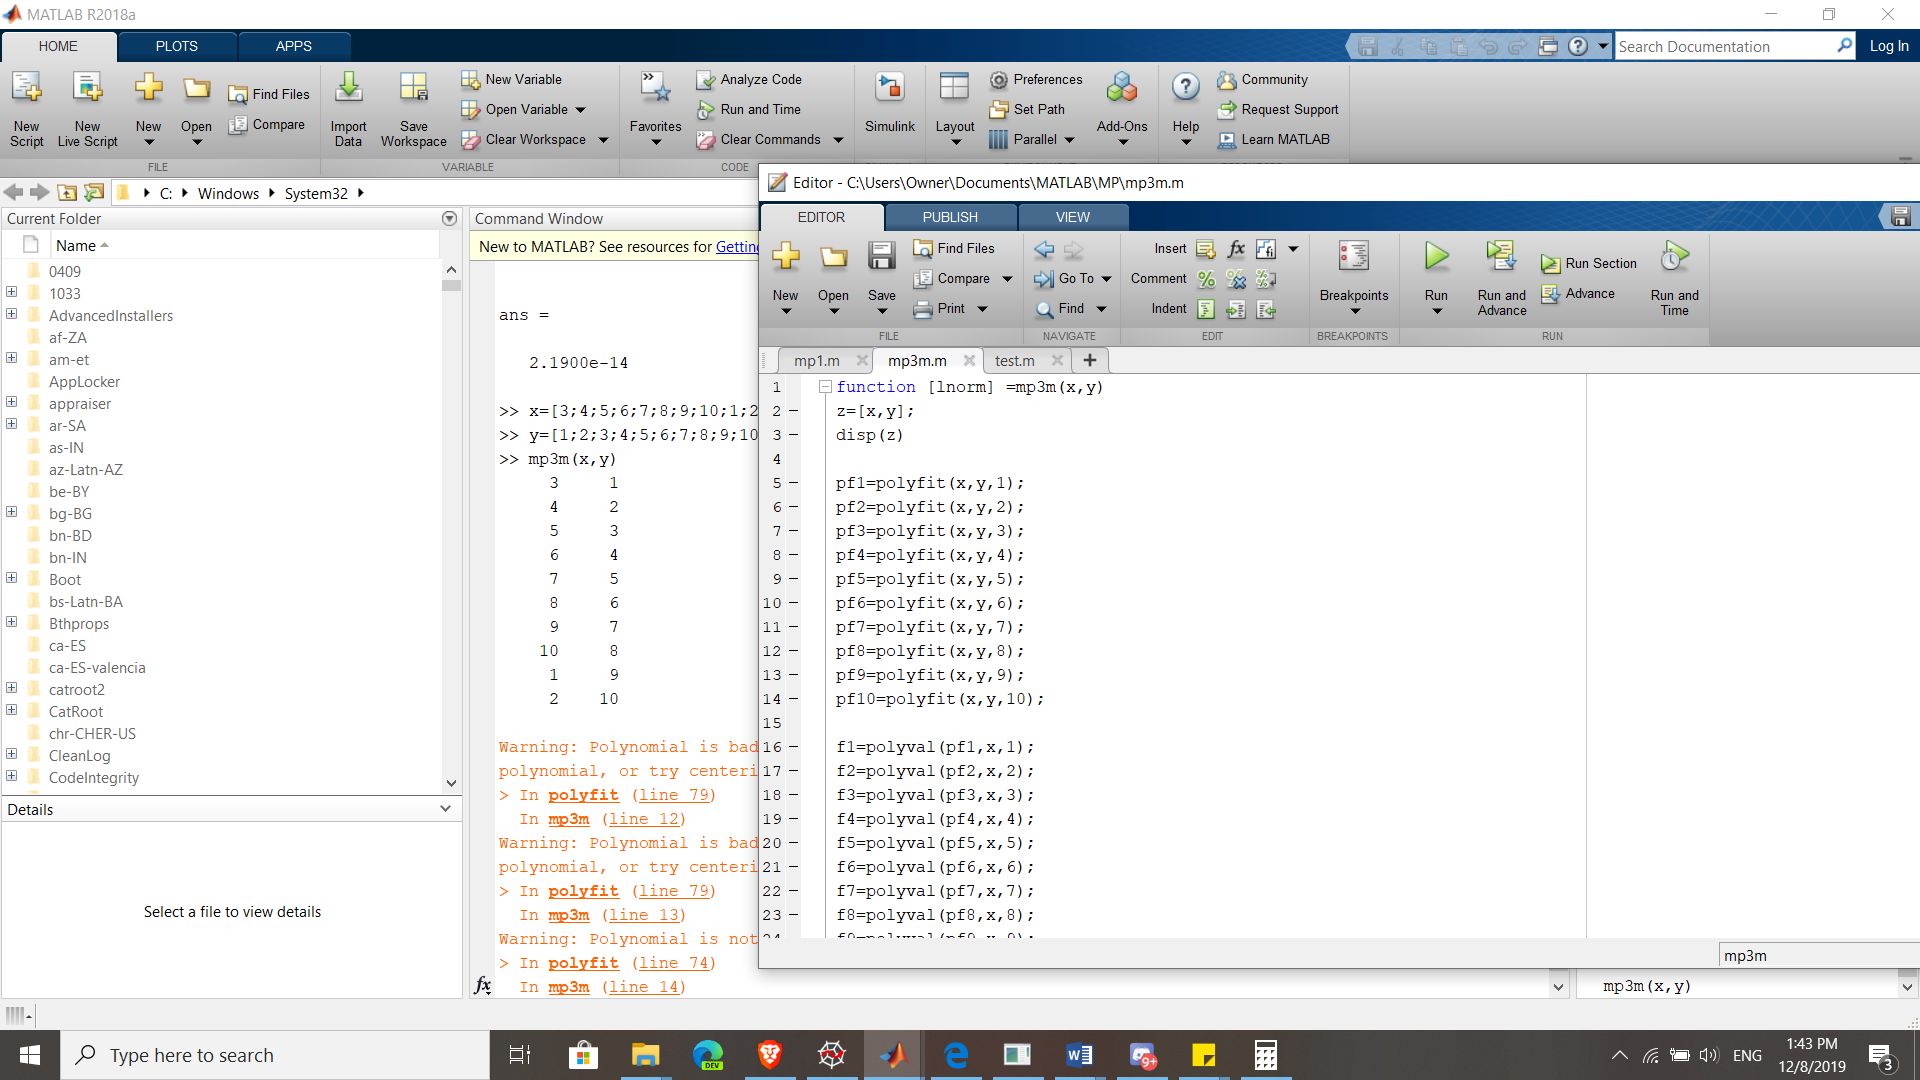 MATLAB R2018a
HOME PLOTS APPS
Search Documentation Log In
New Script
New Live Script
New
Open
Find Files
Compare
FILE
Import Data
Save Workspace
New Variable
Open Variable
Clear Workspace
VARIABLE
Favorites
Analyze Code
Run and Time
Clear Commands
CODE
Simulink
Layout
Preferences
Set Path
Parallel
Add-Ons
Help
Community
Request Support
Learn MATLAB
C: Windows System32
Current Folder
Name
0409
1033
AdvancedInstallers
af-ZA
am-et
AppLocker
appraiser
ar-SA
as-IN
az-Latn-AZ
be-BY
bg-BG
bn-BD
bn-IN
Boot
bs-Latn-BA
Bthprops
ca-ES
ca-ES-valencia
catroot2
CatRoot
chr-CHER-US
CleanLog
CodeIntegrity
Details
Select a file to view details
Command Window
New to MATLAB? See resources for Getting
ans =
2.1900e-14
>> x=[3;4;5;6;7;8;9;10;1;2
>> y=[1;2;3;4;5;6;7;8;9;10
>> mp3m(x,y)
3 1
4 2
5 3
6 4
7 5
8 6
9 7
10 8
1 9
2 10
Warning: Polynomial is bad
polynomial, or try centeri
> In polyfit (line 79)
In mp3m (line 12)
Warning: Polynomial is bad
polynomial, or try centeri
> In polyfit (line 79)
In mp3m (line 13)
Warning: Polynomial is not
> In polyfit (line 74)
fx In mp3m (line 14)
Editor - C:\Users\Owner\Documents\MATLAB\MP\mp3m.m
EDITOR PUBLISH VIEW
New
Open
Save
Find Files
Compare
Print
FILE
Go To
Find
NAVIGATE
Insert fx
Comment
Indent
EDIT
Breakpoints
BREAKPOINTS
Run
Run and Advance
Run Section
Advance
Run and Time
RUN
mp1.m mp3m.m test.m
1 function [lnorm] =mp3m(x,y)
2 z=[x,y];
3 disp(z)
4
5 pf1=polyfit(x,y,1);
6 pf2=polyfit(x,y,2);
7 pf3=polyfit(x,y,3);
8 pf4=polyfit(x,y,4);
9 pf5=polyfit(x,y,5);
10 pf6=polyfit(x,y,6);
11 pf7=polyfit(x,y,7);
12 pf8=polyfit(x,y,8);
13 pf9=polyfit(x,y,9);
14 pf10=polyfit(x,y,10);
15
16 f1=polyval(pf1,x,1);
17 f2=polyval(pf2,x,2);
18 f3=polyval(pf3,x,3);
19 f4=polyval(pf4,x,4);
20 f5=polyval(pf5,x,5);
21 f6=polyval(pf6,x,6);
22 f7=polyval(pf7,x,7);
23 f8=polyval(pf8,x,8);
24 f9=polyval(pf9,x,9);
mp3m
mp3m(x,y)
Type here to search
DEV
9+
ENG
1:43 PM
12/8/2019
3